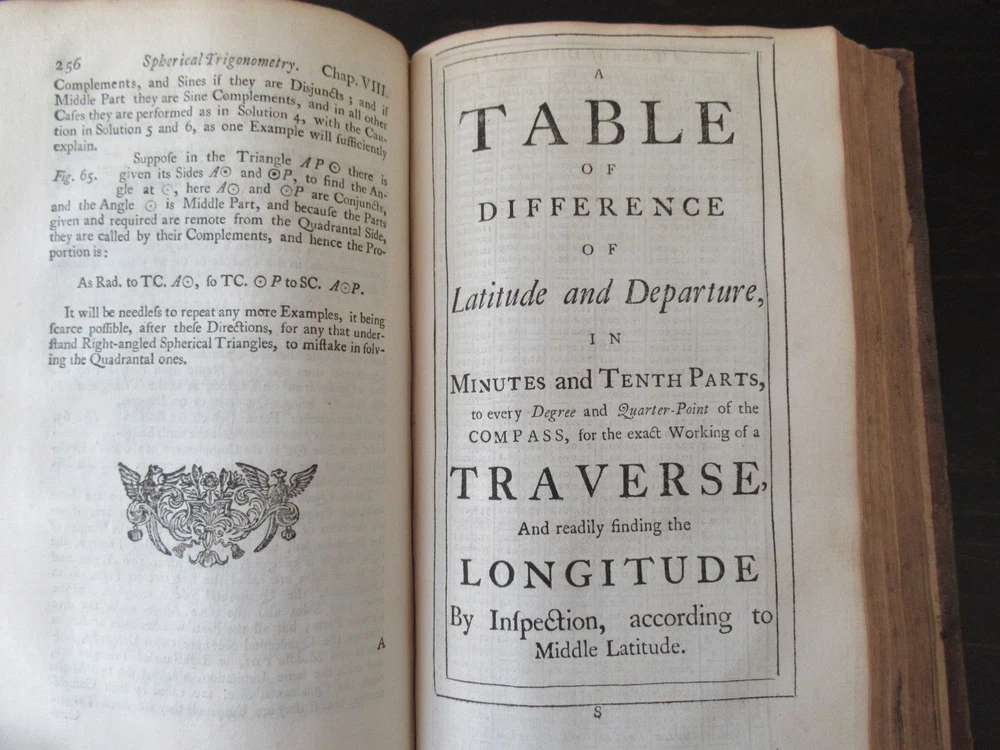 256 Spherical Trigonometry. Chap. VIII.
Complements, and Sines if they are Disjuncts; and if
Middle Part they are Sine Complements, and in all other
Caſes they are performed as in Solution 4, with the Cau-
tion in Solution 5 and 6, as one Example will ſufficiently
explain.
Suppoſe in the Triangle A P ☉ there is
Fig. 65. given its Sides A☉ and ☉P, to find the An-
gle at ☉, here A☉ and ☉P are Conjuncts,
and the Angle ☉ is Middle Part, and becauſe the Parts
given and required are remote from the Quadrantal Side,
they are called by their Complements, and hence the Pro-
portion is:
As Rad. to TC. A☉, ſo TC. ☉ P to SC. A☉P.
It will be needleſs to repeat any more Examples, it being
ſcarce poſſible, after theſe Directions, for any that under-
ſtand Right-angled Spherical Triangles, to miſtake in ſolv-
ing the Quadrantal ones.
A
A
TABLE
OF
DIFFERENCE
OF
Latitude and Departure,
IN
MINUTES and TENTH PARTS,
to every Degree and Quarter-Point of the
COMPASS, for the exact Working of a
TRAVERSE,
And readily finding the
LONGITUDE
By Inſpection, according to
Middle Latitude.
S